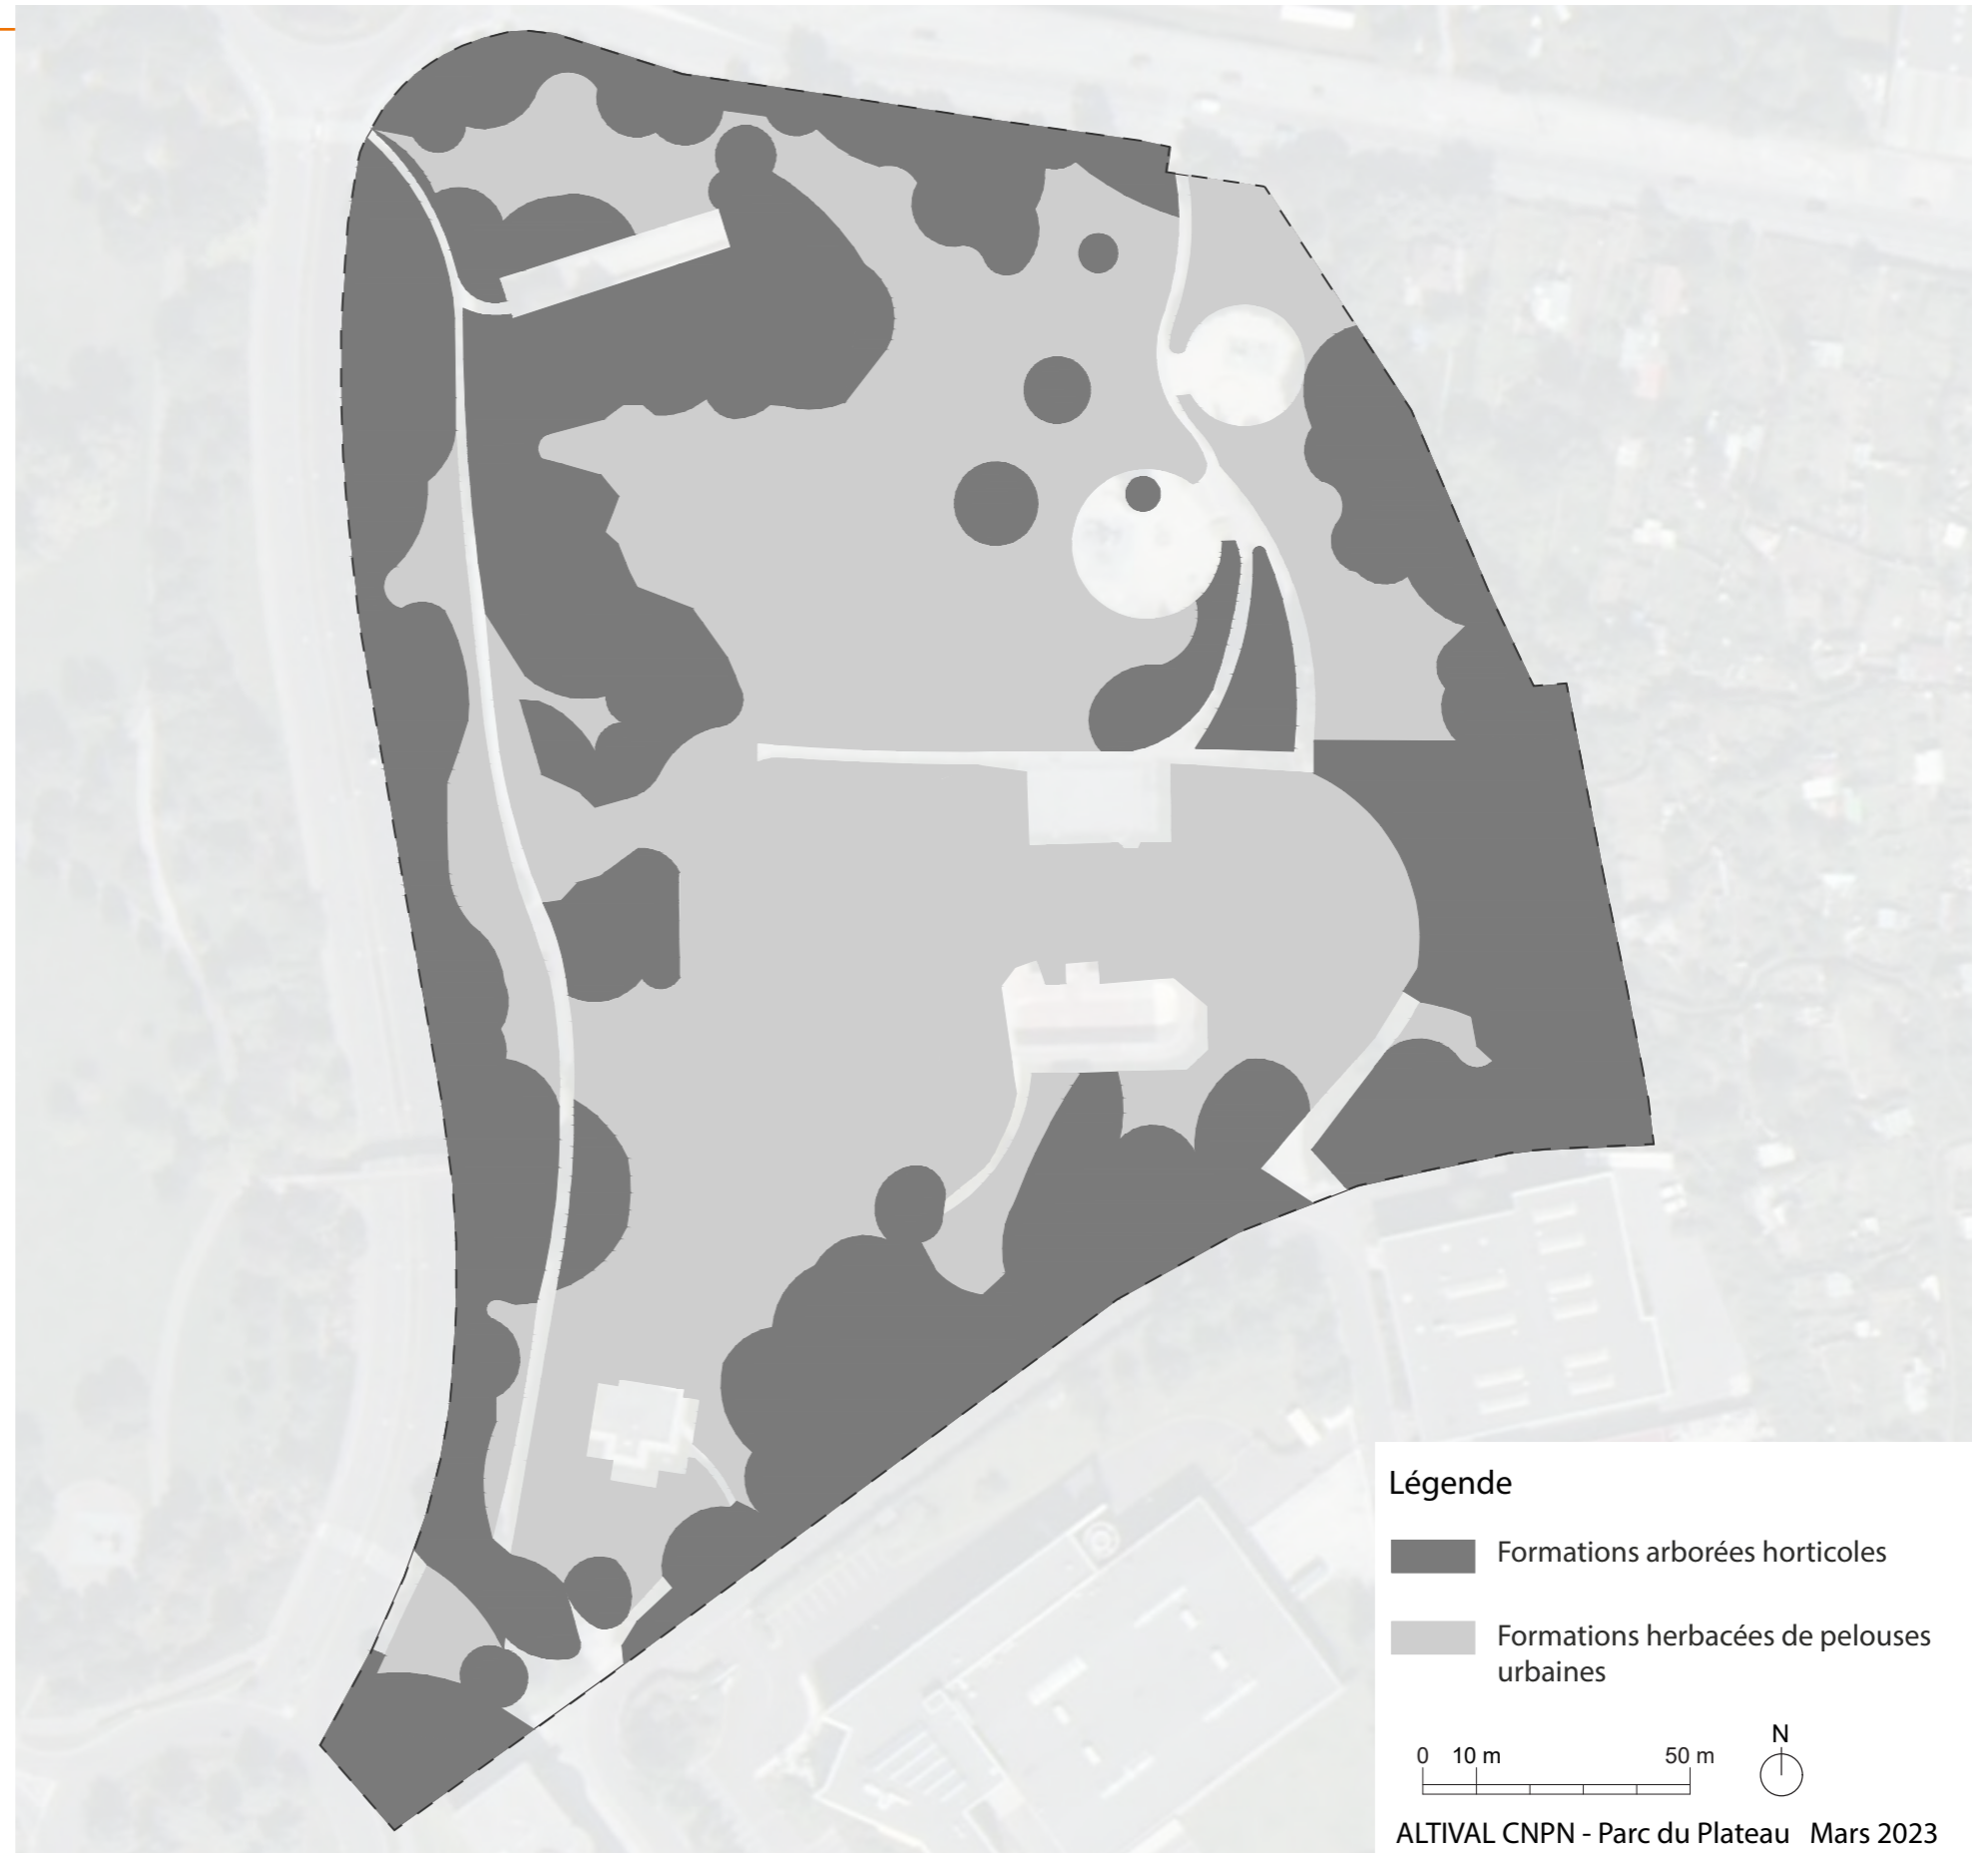 Légende
Formations arborées horticoles
Formations herbacées de pelouses
urbaines
0 10 m 50 m
N
ALTIVAL CNPN - Parc du Plateau Mars 2023